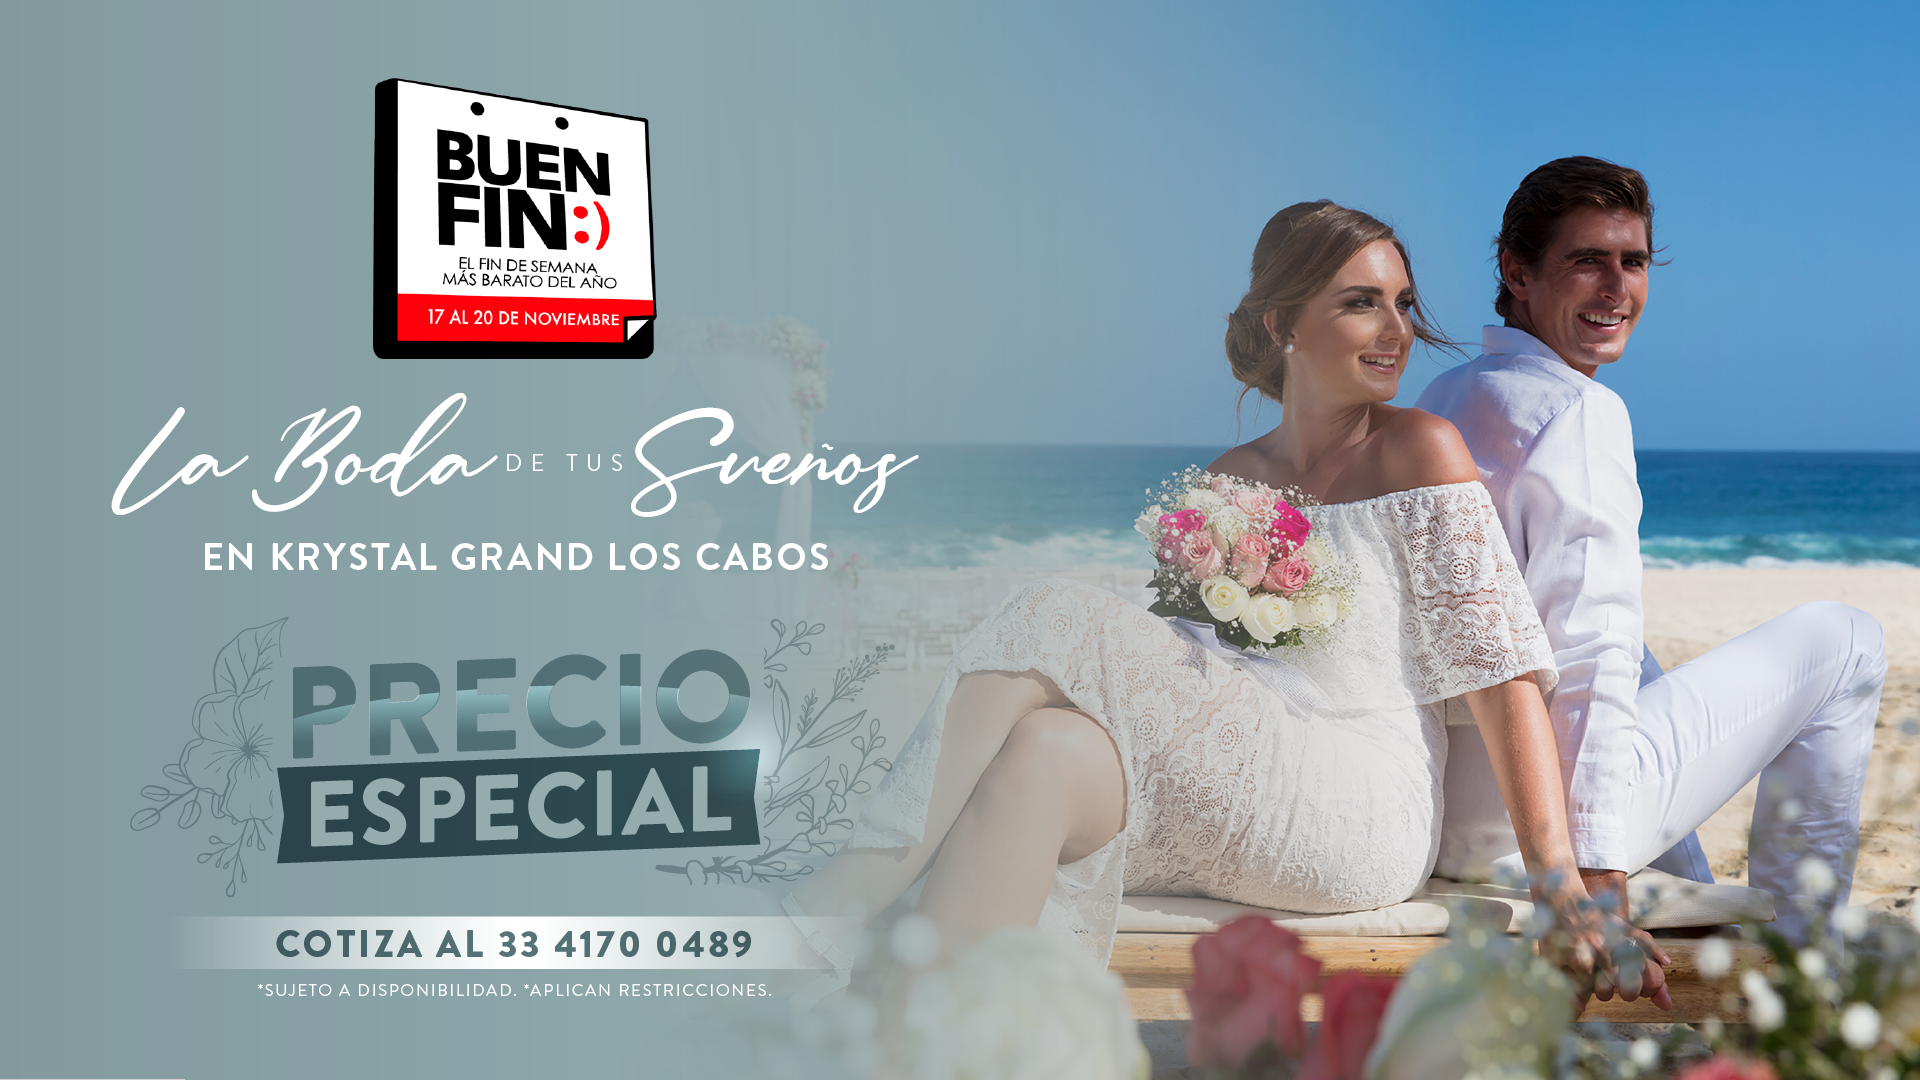 BUEN
FIN:)
EL FIN DE SEMANA
MÁS BARATO DEL AÑO
17 AL 20 DE NOVIEMBRE
La Boda DE TUS Sueños
EN KRYSTAL GRAND LOS CABOS
PRECIO
ESPECIAL
COTIZA AL 33 4170 0489
*SUJETO A DISPONIBILIDAD. *APLICAN RESTRICCIONES.